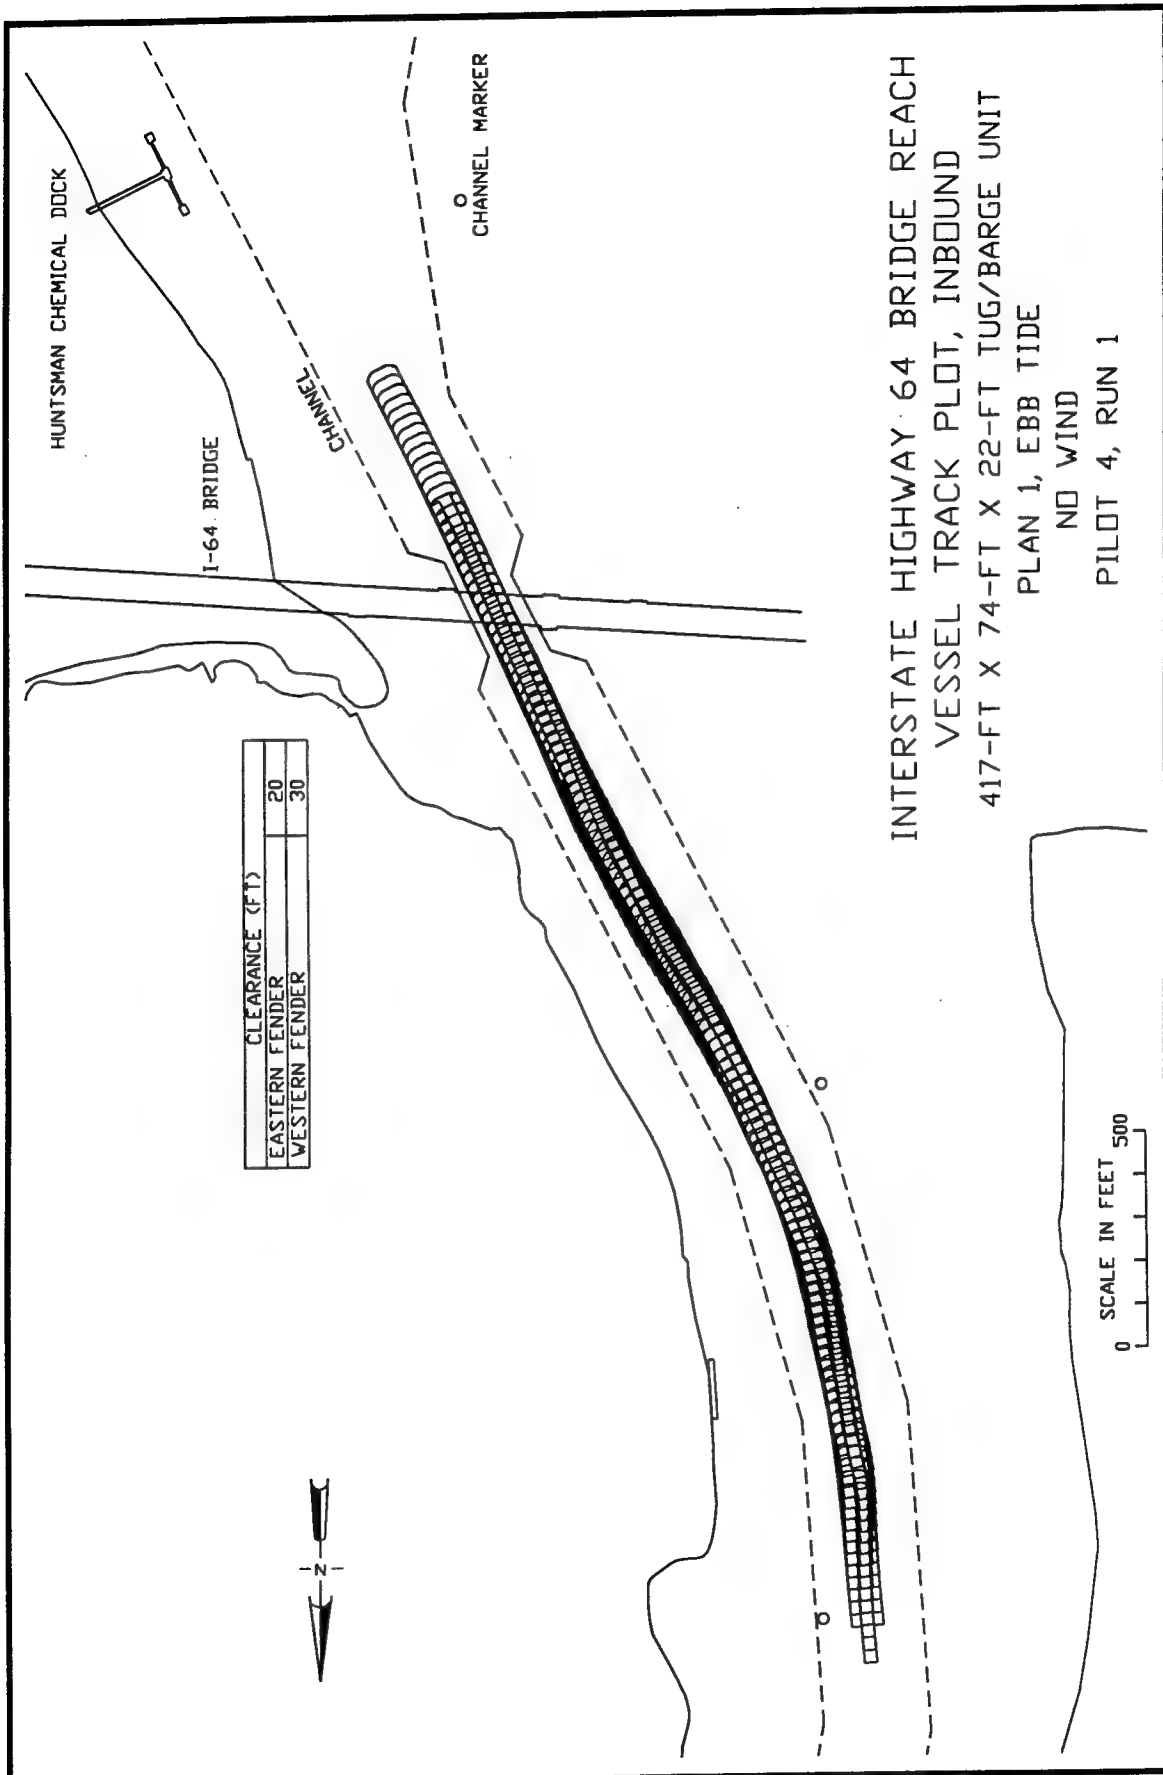 HUNTSMAN CHEMICAL DOCK
I-64 BRIDGE
CHANNEL
CHANNEL MARKER
CLEARANCE (FT)
EASTERN FENDER 20
WESTERN FENDER 30
N
SCALE IN FEET
0 500
INTERSTATE HIGHWAY 64 BRIDGE REACH
VESSEL TRACK PLOT, INBOUND
417-FT X 74-FT X 22-FT TUG/BARGE UNIT
PLAN 1, EBB TIDE
NO WIND
PILOT 4, RUN 1